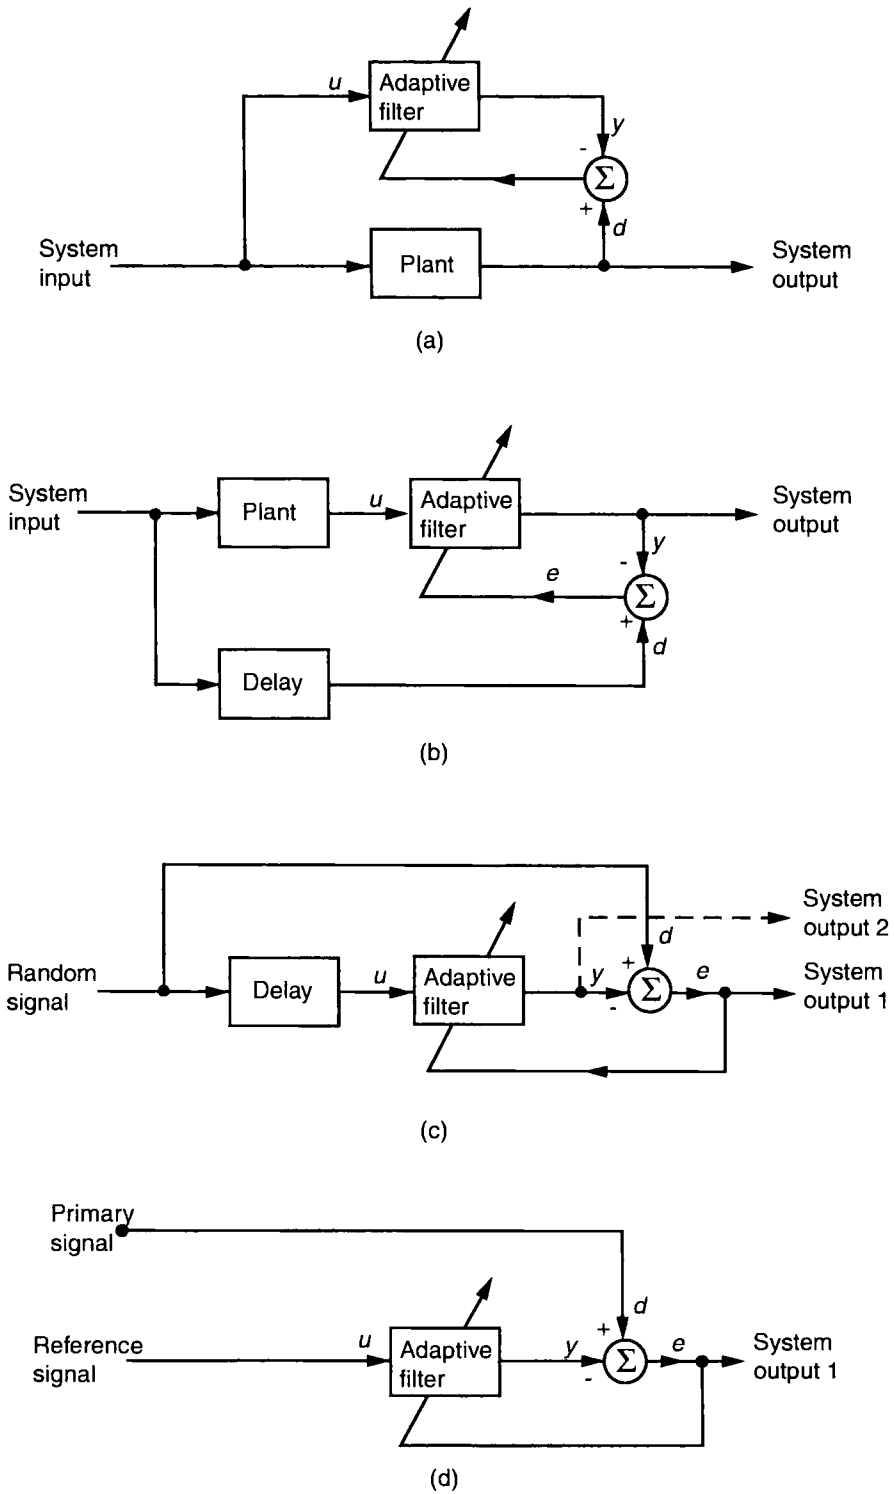 u
Adaptive
filter
y
-
Σ
+
d
System
input
Plant
System
output
(a)
System
input
Plant
u
Adaptive
filter
System
output
y
-
e
Σ
+
d
Delay
(b)
System
output 2
d
Random
signal
Delay
u
Adaptive
filter
y
+
-
Σ
e
System
output 1
(c)
Primary
signal
d
Reference
signal
u
Adaptive
filter
y
+
-
Σ
e
System
output 1
(d)